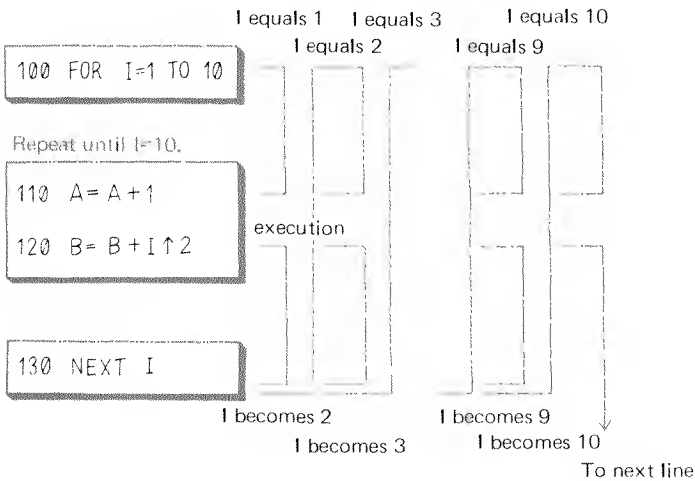 I equals 1 I equals 3 I equals 10
I equals 2 I equals 9
100 FOR I=1 TO 10
Repeat until I=10.
110 A=A+1
120 B=B+I↑2
execution
130 NEXT I
I becomes 2 I becomes 9
I becomes 3 I becomes 10
To next line